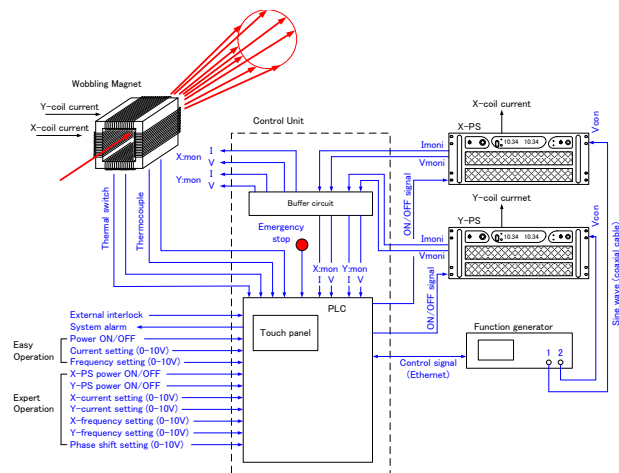 Wobbling Magnet
Y-coil current
X-coil current
Thermal switch
Thermocouple
Control Unit
X:mon
I
V
Y:mon
I
V
Buffer circuit
Emergency
stop
X:mon Y:mon
I V I V
PLC
Touch panel
X-coil current
X-PS
10.34 10.34
Imoni
Vmoni
Vcon
ON/OFF signal
Y-coil currnet
Y-PS
10.34 10.34
Imoni
Vmoni
Vcon
ON/OFF signal
Sine wave (coaxial cable)
Function generator
1 2
Control signal
(Ethernet)
External interlock
System alarm
Easy
Operation
Power ON/OFF
Current setting (0-10V)
Frequency setting (0-10V)
Expert
Operation
X-PS power ON/OFF
Y-PS power ON/OFF
X-current setting (0-10V)
Y-current setting (0-10V)
X-frequency setting (0-10V)
Y-frequency setting (0-10V)
Phase shift setting (0-10V)